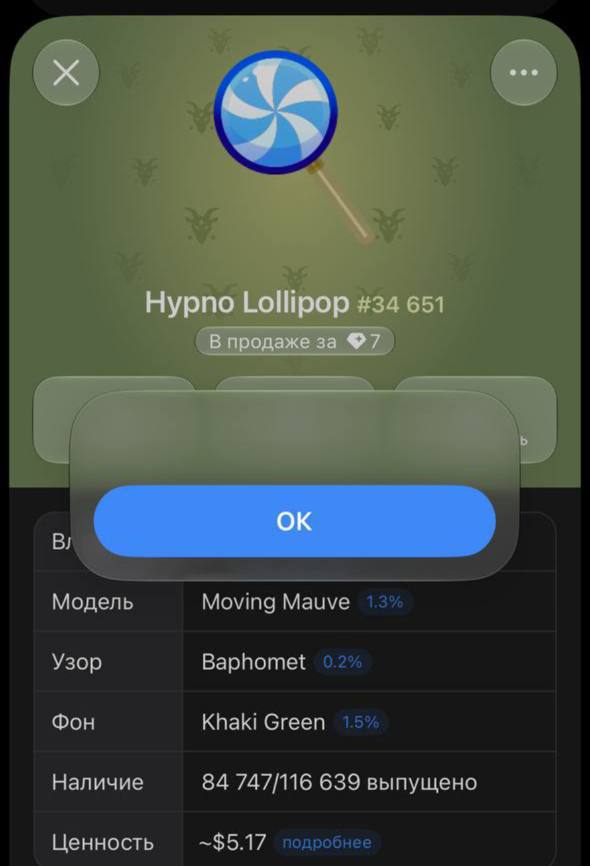 Hypno Lollipop #34 651
В продаже за 7
ь
OK
Вл
Модель Moving Mauve 1.3%
Узор Baphomet 0.2%
Фон Khaki Green 1.5%
Наличие 84 747/116 639 выпущено
Ценность ~$5.17 подробнее